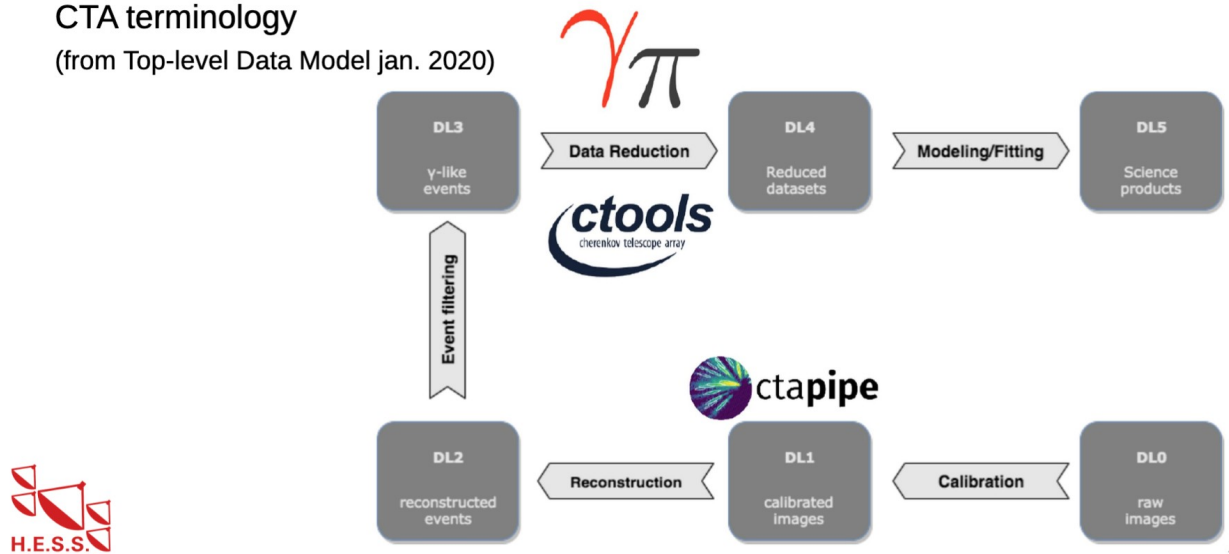 CTA terminology
(from Top-level Data Model jan. 2020)
γπ
DL3
γ-like
events
Data Reduction
DL4
Reduced
datasets
Modeling/Fitting
DL5
Science
products
ctools
cherenkov telescope array
Event filtering
ctapipe
DL2
reconstructed
events
Reconstruction
DL1
calibrated
images
Calibration
DL0
raw
images
H.E.S.S.